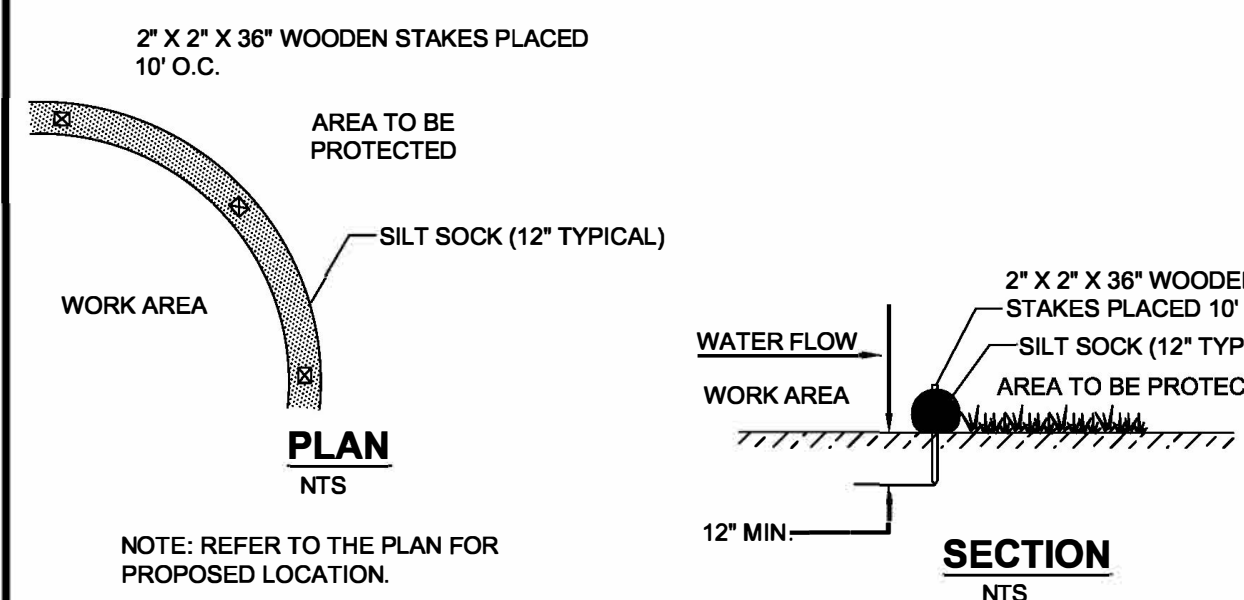 2" X 2" X 36" WOODEN STAKES PLACED
10' O.C.
AREA TO BE
PROTECTED
SILT SOCK (12" TYPICAL)
WORK AREA
PLAN
NTS
NOTE: REFER TO THE PLAN FOR
PROPOSED LOCATION.
2" X 2" X 36" WOODE
STAKES PLACED 10'
WATER FLOW
SILT SOCK (12" TYP
WORK AREA
AREA TO BE PROTEC
12" MIN.
SECTION
NTS